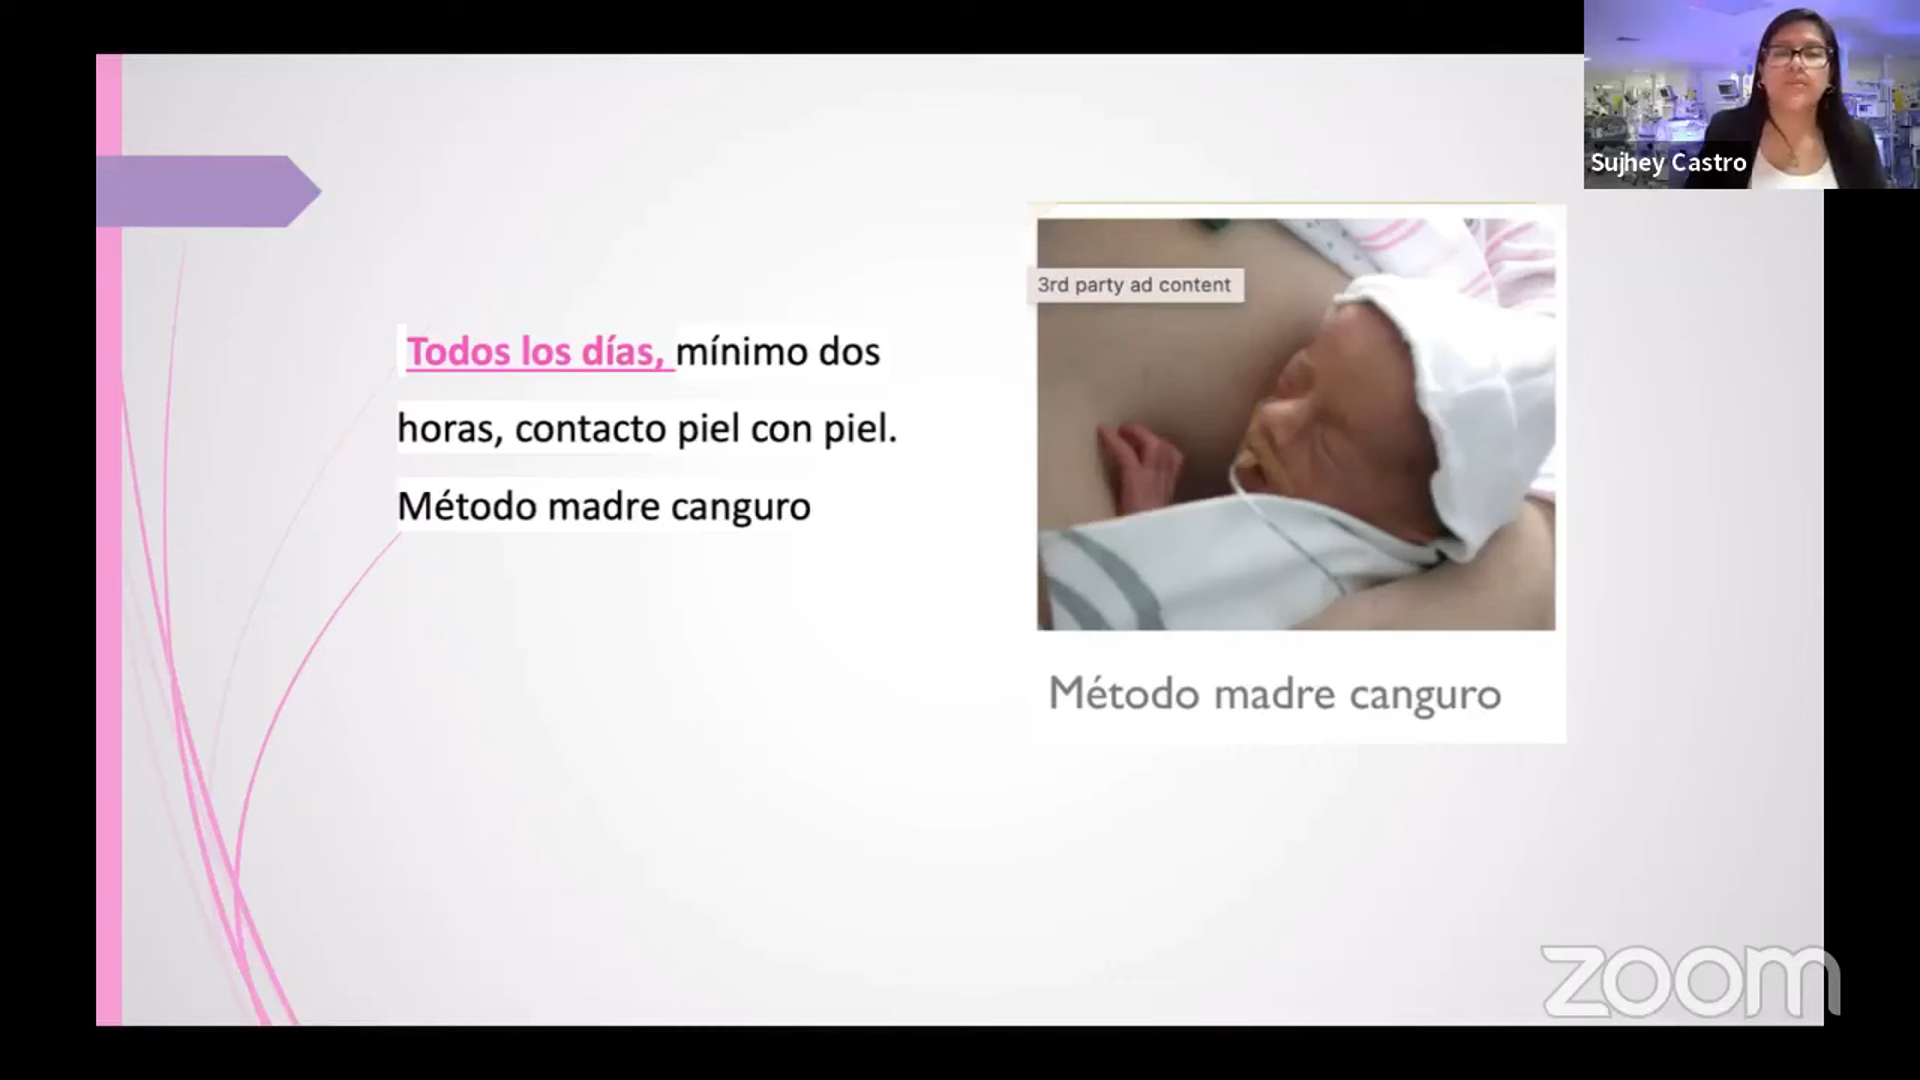 Sujhey Castro
3rd party ad content
Todos los días, mínimo dos
horas, contacto piel con piel.
Método madre canguro
Método madre canguro
zoom